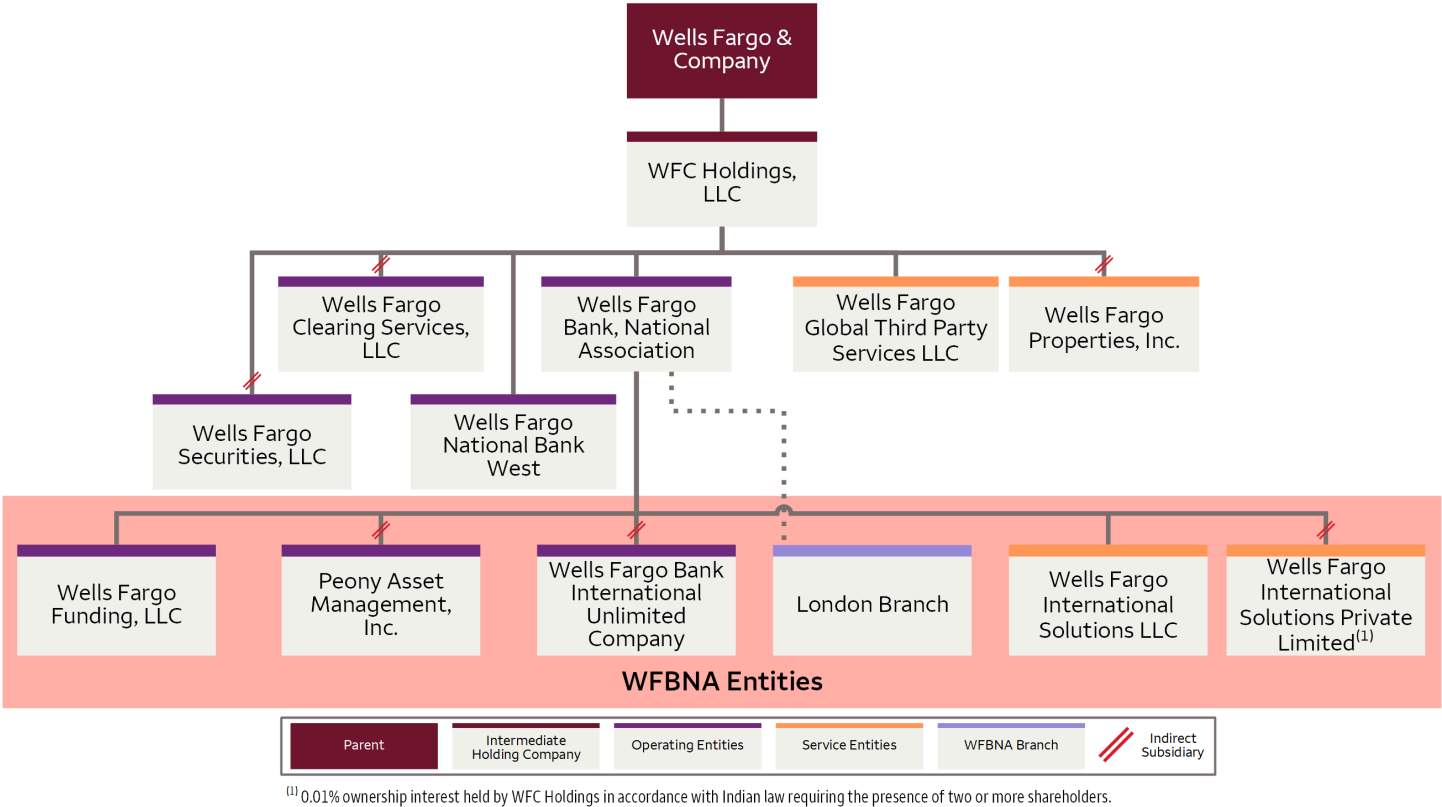 Wells Fargo &
Company
WFC Holdings,
LLC
Wells Fargo
Clearing Services,
LLC
Wells Fargo
Bank, National
Association
Wells Fargo
Global Third Party
Services LLC
Wells Fargo
Properties, Inc.
Wells Fargo
Securities, LLC
Wells Fargo
National Bank
West
Wells Fargo
Funding, LLC
Peony Asset
Management,
Inc.
Wells Fargo Bank
International
Unlimited
Company
London Branch
Wells Fargo
International
Solutions LLC
Wells Fargo
International
Solutions Private
Limited(1)
WFBNA Entities
Parent
Intermediate
Holding Company
Operating Entities
Service Entities
WFBNA Branch
Indirect
Subsidiary
(1) 0.01% ownership interest held by WFC Holdings in accordance with Indian law requiring the presence of two or more shareholders.